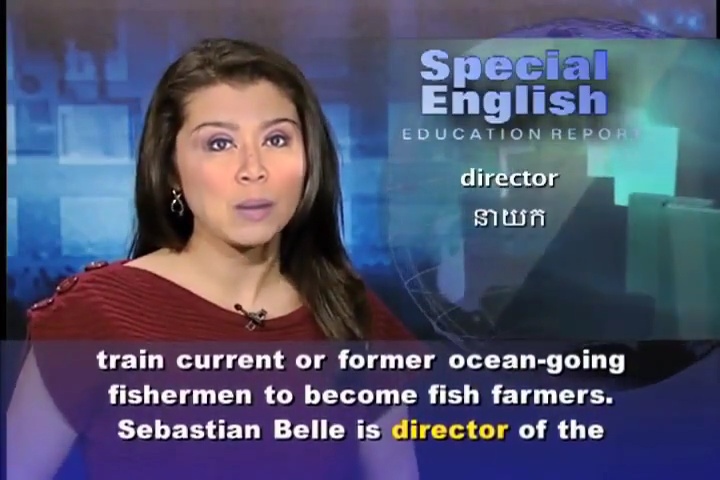 Special
English
EDUCATION REPORT
director
នាយក
train current or former ocean-going
fishermen to become fish farmers.
Sebastian Belle is director of the